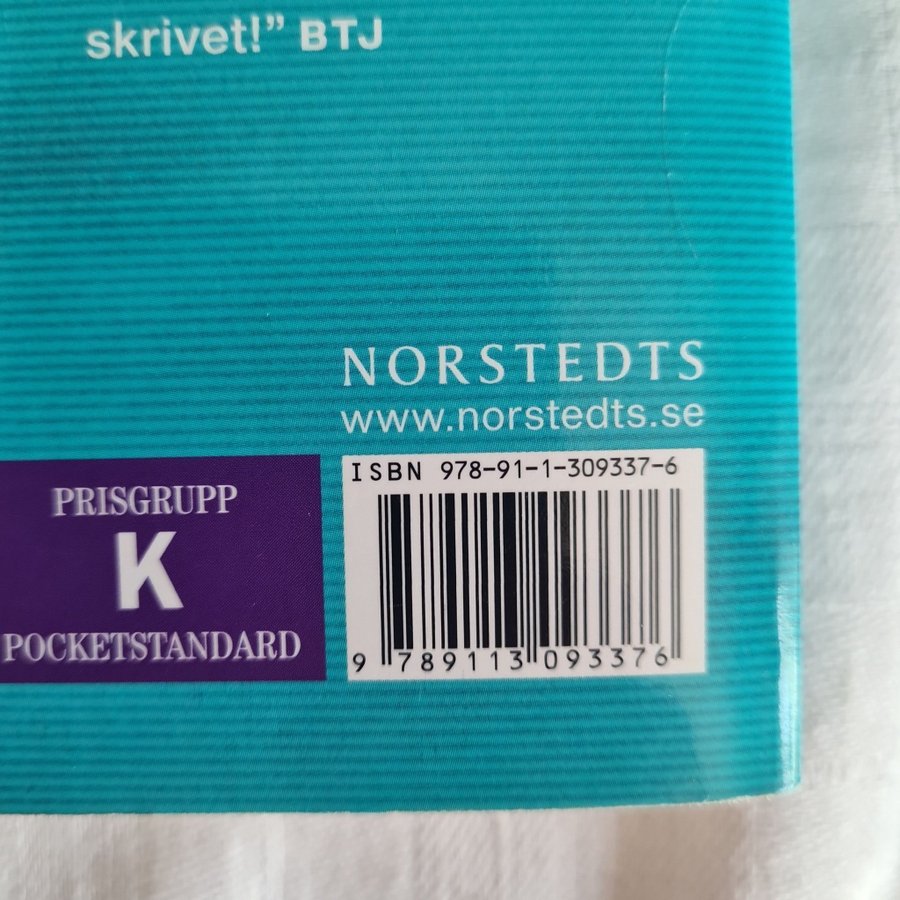 skrivet!” BTJ
NORSTEDTS
www.norstedts.se
ISBN 978-91-1-309337-6
9 789113 093376
PRISGRUPP
K
POCKETSTANDARD